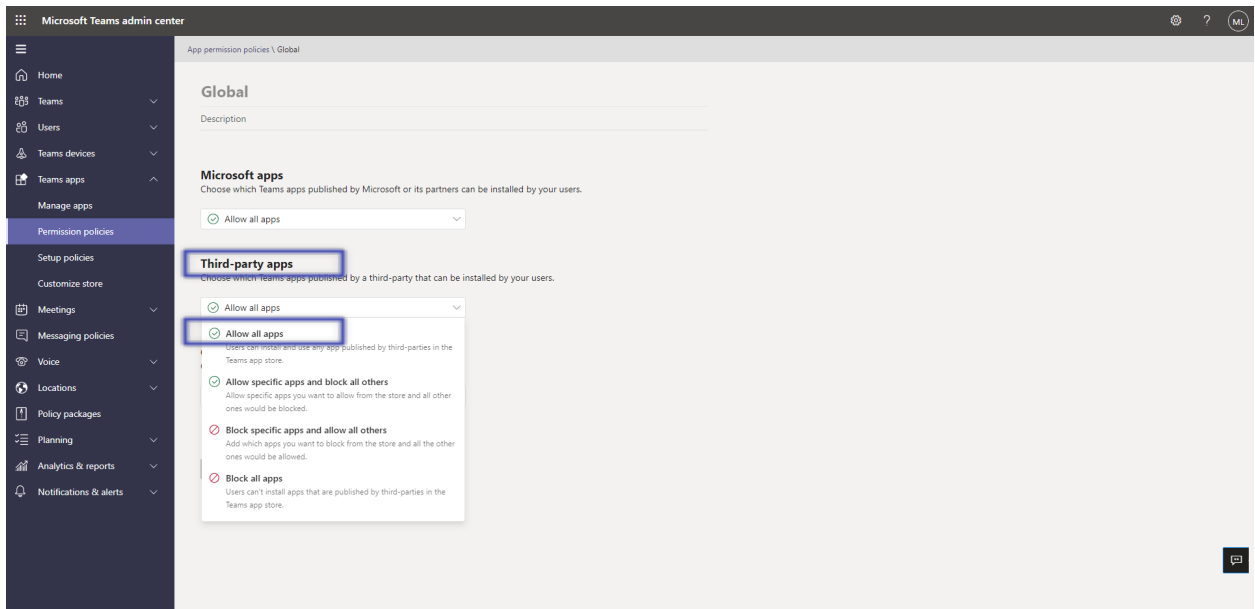 Microsoft Teams admin center
?
ML
App permission policies \ Global
Home
Teams
Users
Teams devices
Teams apps
Manage apps
Permission policies
Setup policies
Customize store
Meetings
Messaging policies
Voice
Locations
Policy packages
Planning
Analytics & reports
Notifications & alerts
Global
Description
Microsoft apps
Choose which Teams apps published by Microsoft or its partners can be installed by your users.
Allow all apps
Third-party apps
Choose which Teams apps published by a third-party that can be installed by your users.
Allow all apps
Allow all apps
Users can install and use any app published by third-parties in the
Teams app store.
Allow specific apps and block all others
Allow specific apps you want to allow from the store and all other
ones would be blocked.
Block specific apps and allow all others
Add which apps you want to block from the store and all the other
ones would be allowed.
Block all apps
Users can't install apps that are published by third-parties in the
Teams app store.